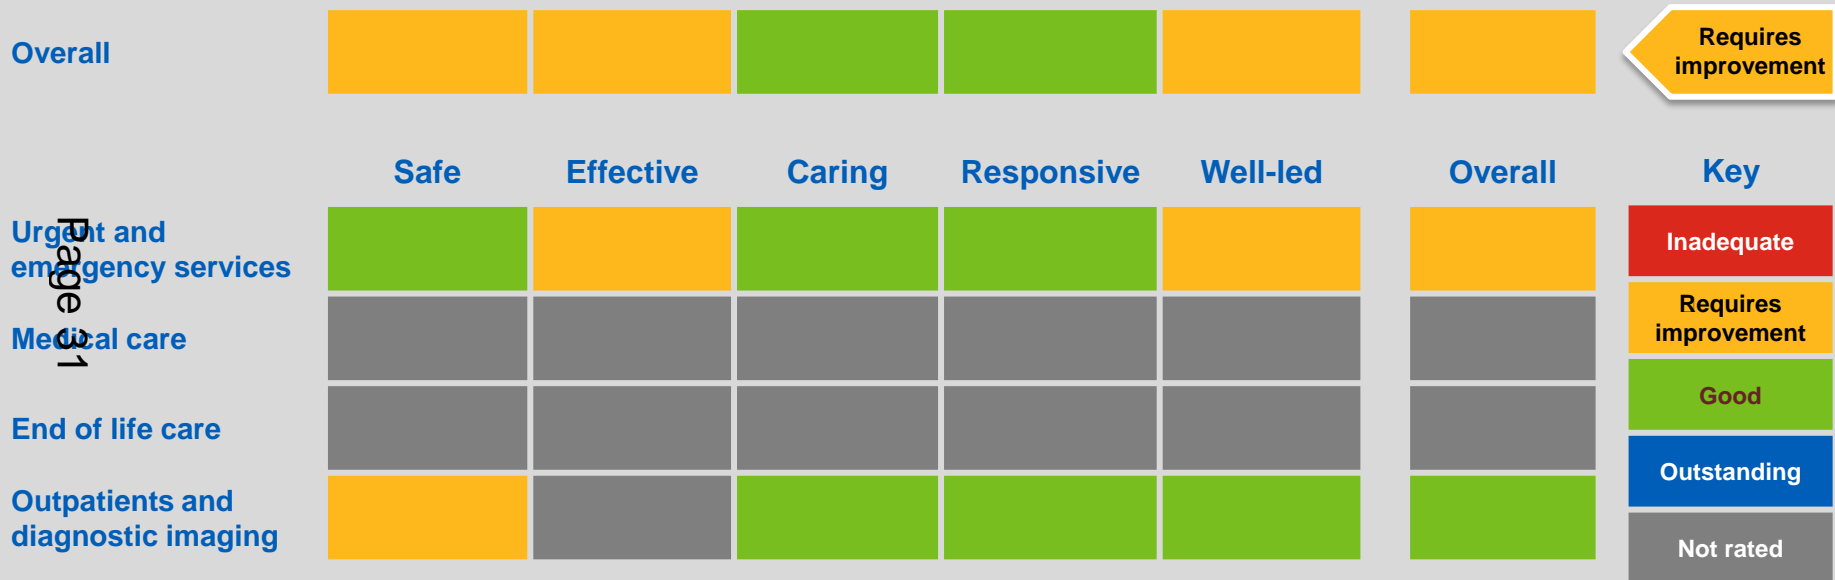 Overall
Requires
improvement
Safe Effective Caring Responsive Well-led Overall Key
Urgent and
emergency services
Inadequate
Medical care
Requires
improvement
Good
End of life care
Outstanding
Outpatients and
diagnostic imaging
Not rated
Page 31